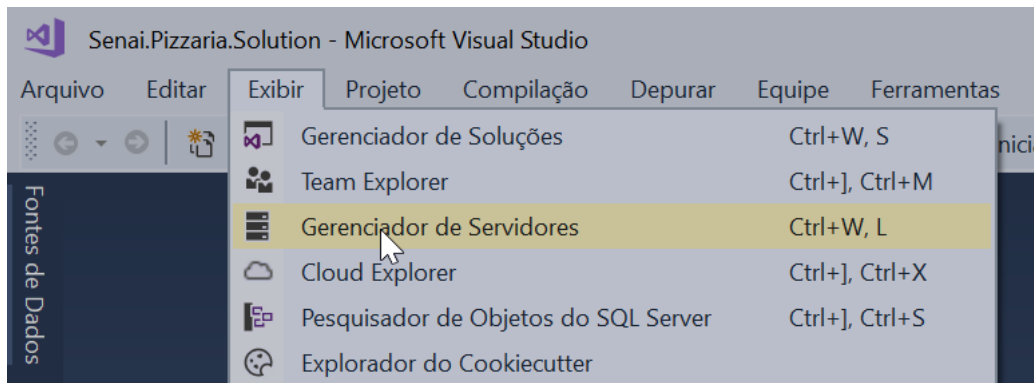 Senai.Pizzaria.Solution - Microsoft Visual Studio
Arquivo Editar Exibir Projeto Compilação Depurar Equipe Ferramentas
Gerenciador de Soluções Ctrl+W, S
Team Explorer Ctrl+], Ctrl+M
Gerenciador de Servidores Ctrl+W, L
Cloud Explorer Ctrl+], Ctrl+X
Pesquisador de Objetos do SQL Server Ctrl+], Ctrl+S
Explorador do Cookiecutter
Fontes de Dados